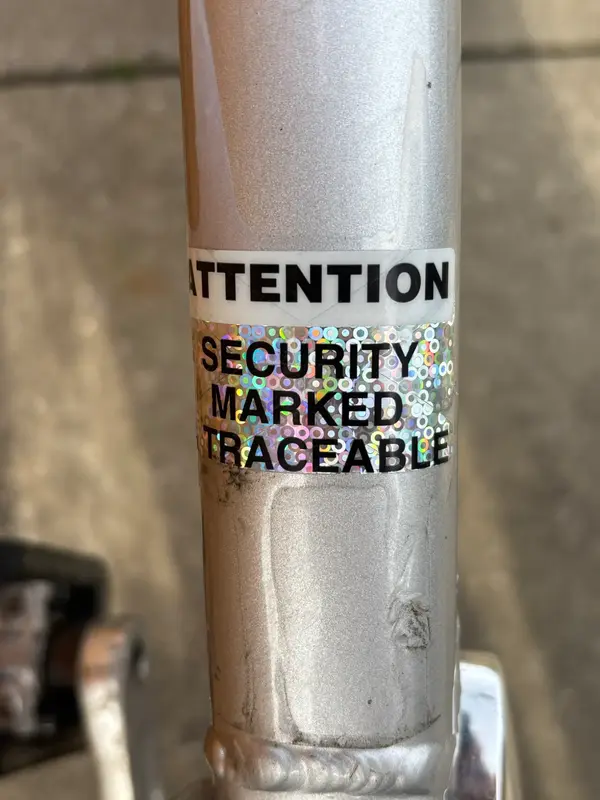 ATTENTION
SECURITY
MARKED
TRACEABLE